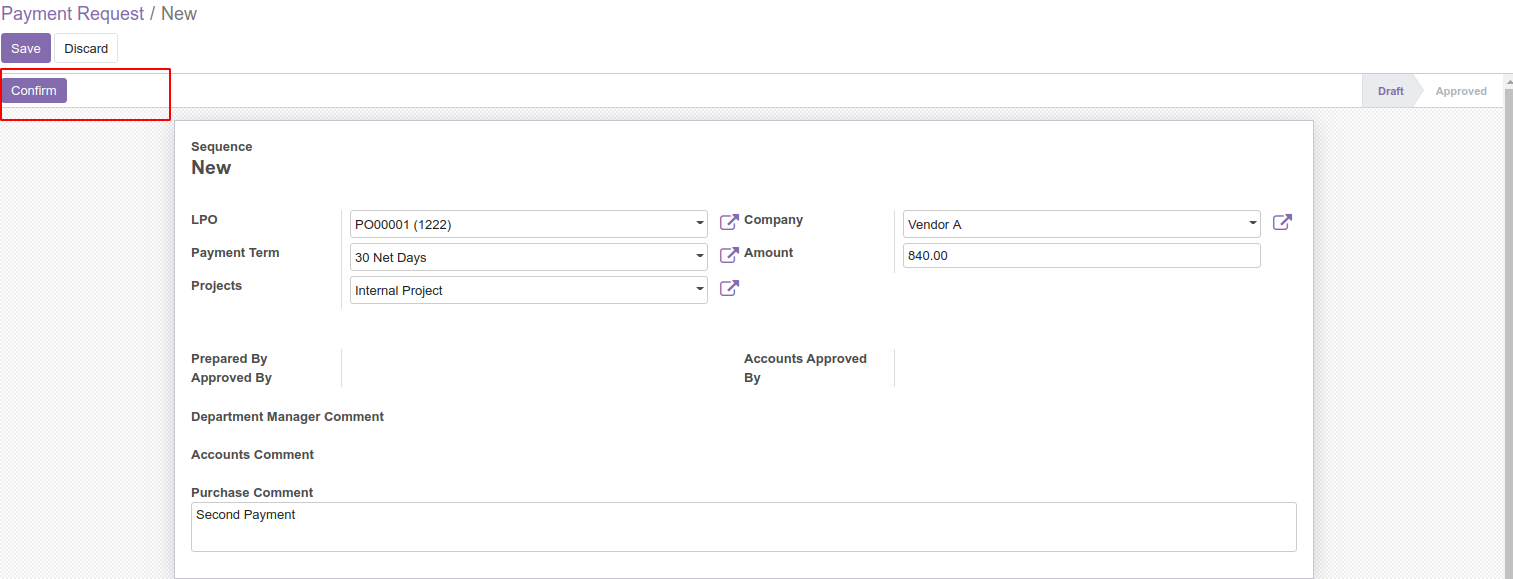 Payment Request / New
Save Discard
Confirm Draft Approved
Sequence
New
LPO PO00001 (1222) Company Vendor A
Payment Term 30 Net Days Amount 840.00
Projects Internal Project
Prepared By Accounts Approved
Approved By By
Department Manager Comment
Accounts Comment
Purchase Comment
Second Payment